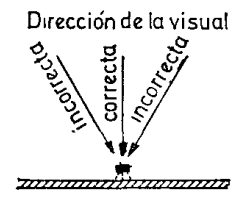 Dirección de la visual
incorrecta
correcta
incorrecta